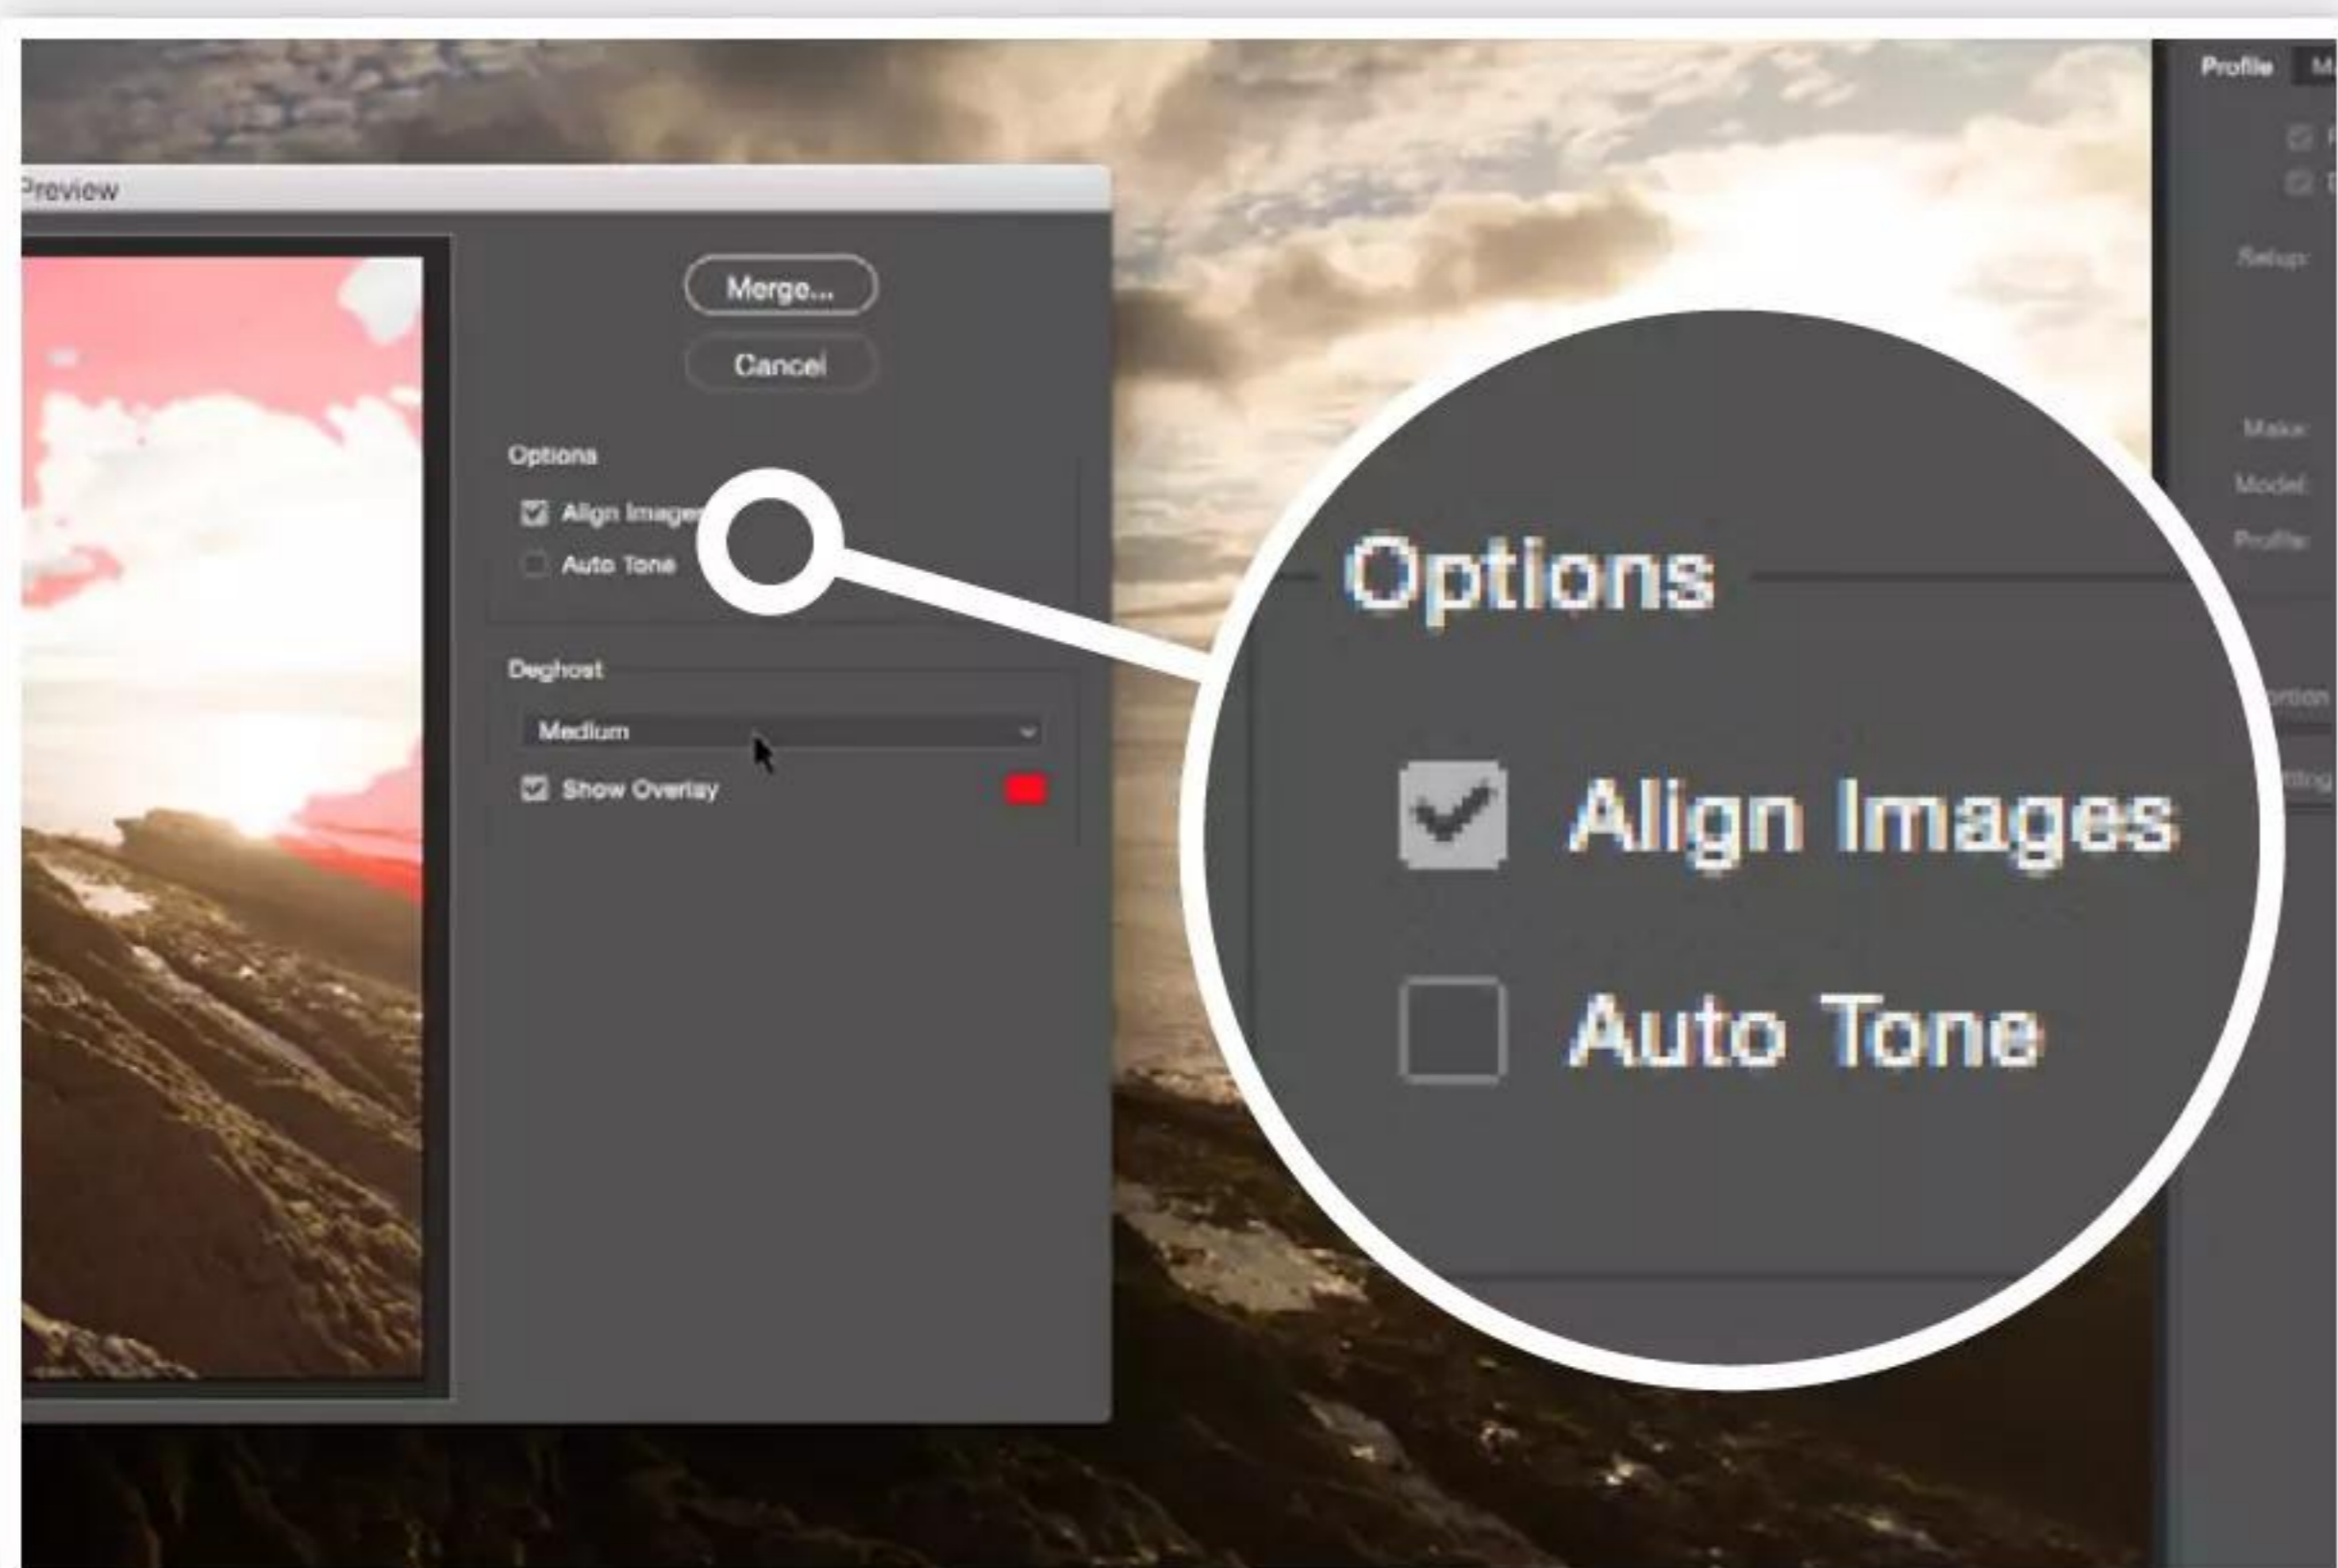 Profile
Preview
Merge...
Cancel
Setup:
Options
Align Images
Auto Tone
Make:
Model:
Profile:
Deghost
Medium
Show Overlay
Options
Align Images
Auto Tone